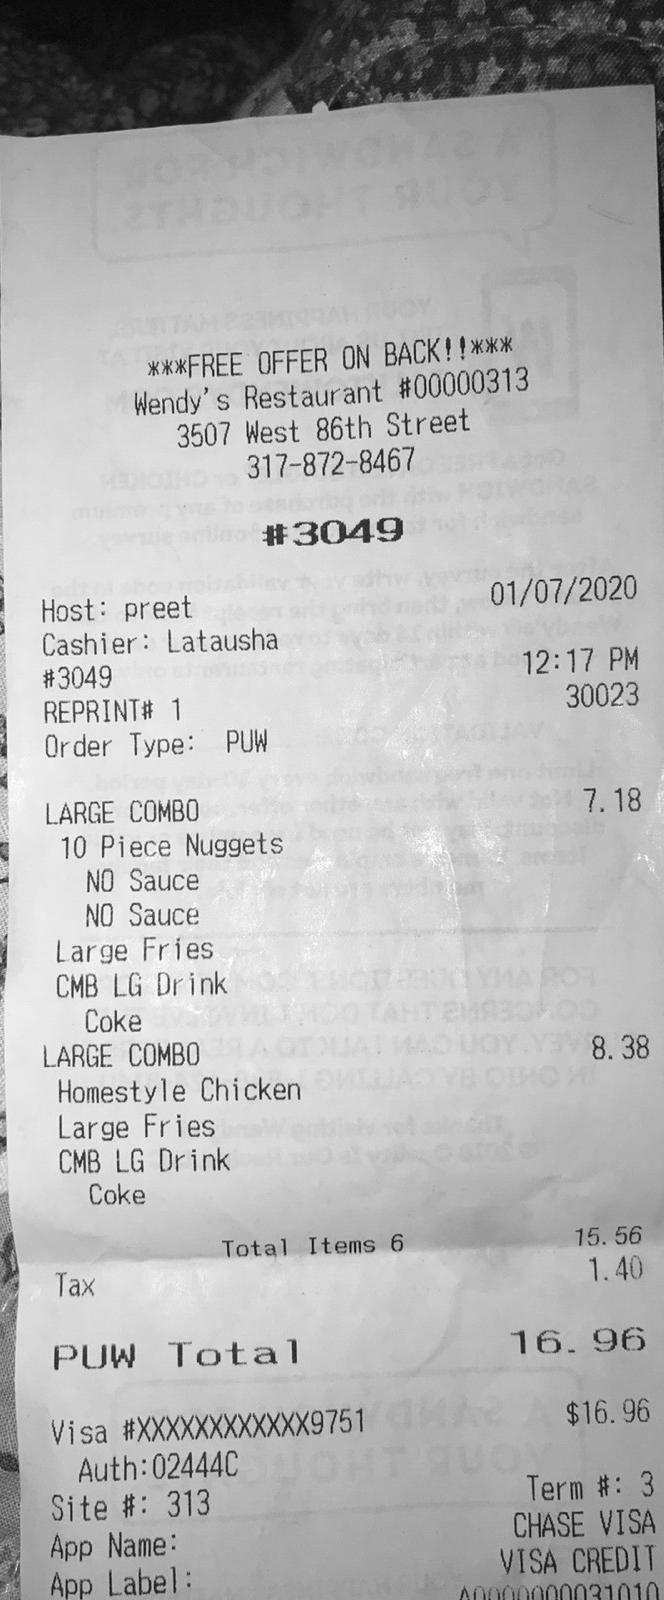 ***FREE OFFER ON BACK!!***
Wendy's Restaurant #00000313
3507 West 86th Street
317-872-8467
#3049
Host: preet 01/07/2020
Cashier: Latausha
#3049 12:17 PM
REPRINT# 1 30023
Order Type: PUW
LARGE COMBO 7.18
10 Piece Nuggets
NO Sauce
NO Sauce
Large Fries
CMB LG Drink
Coke
LARGE COMBO 8.38
Homestyle Chicken
Large Fries
CMB LG Drink
Coke
Total Items 6 15.56
Tax 1.40
PUW Total 16.96
Visa #XXXXXXXXXXXX9751 $16.96
Auth:02444C
Site #: 313 Term #: 3
App Name: CHASE VISA
App Label: VISA CREDIT
A0000000031010